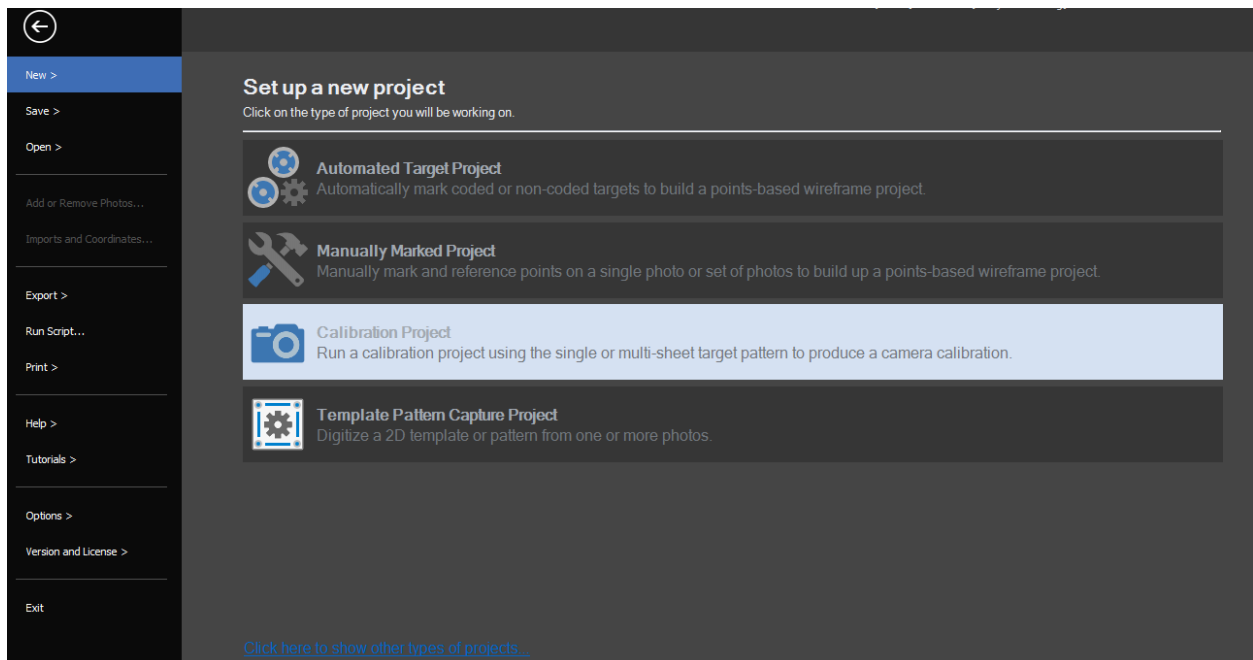 New >
Set up a new project
Save >
Click on the type of project you will be working on.
Open >
Automated Target Project
Automatically mark coded or non-coded targets to build a points-based wireframe project.
Add or Remove Photos...
Imports and Coordinates...
Manually Marked Project
Manually mark and reference points on a single photo or set of photos to build up a points-based wireframe project.
Export >
Run Script...
Calibration Project
Run a calibration project using the single or multi-sheet target pattern to produce a camera calibration.
Print >
Help >
Template Pattern Capture Project
Digitize a 2D template or pattern from one or more photos.
Tutorials >
Options >
Version and License >
Exit
Click here to show other types of projects...